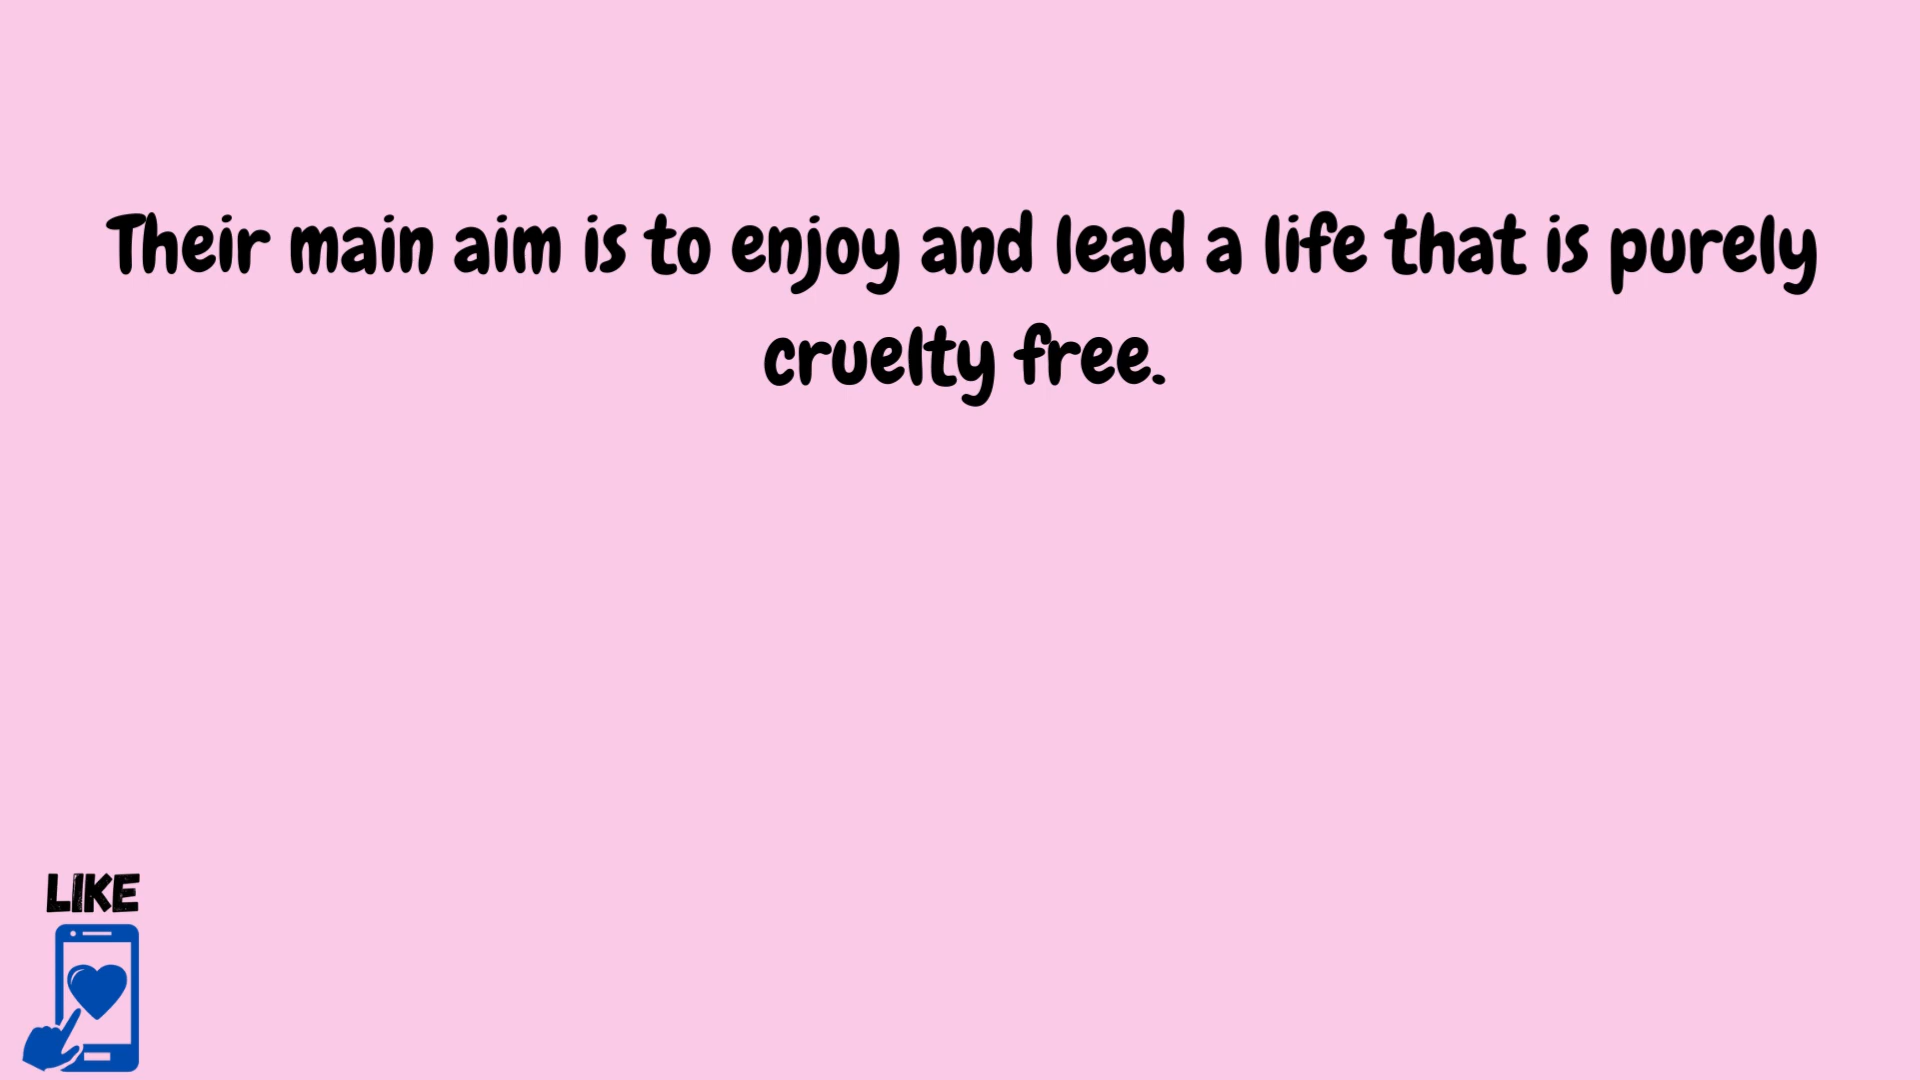 Their main aim is to enjoy and lead a life that is purely
cruelty free.
LIKE